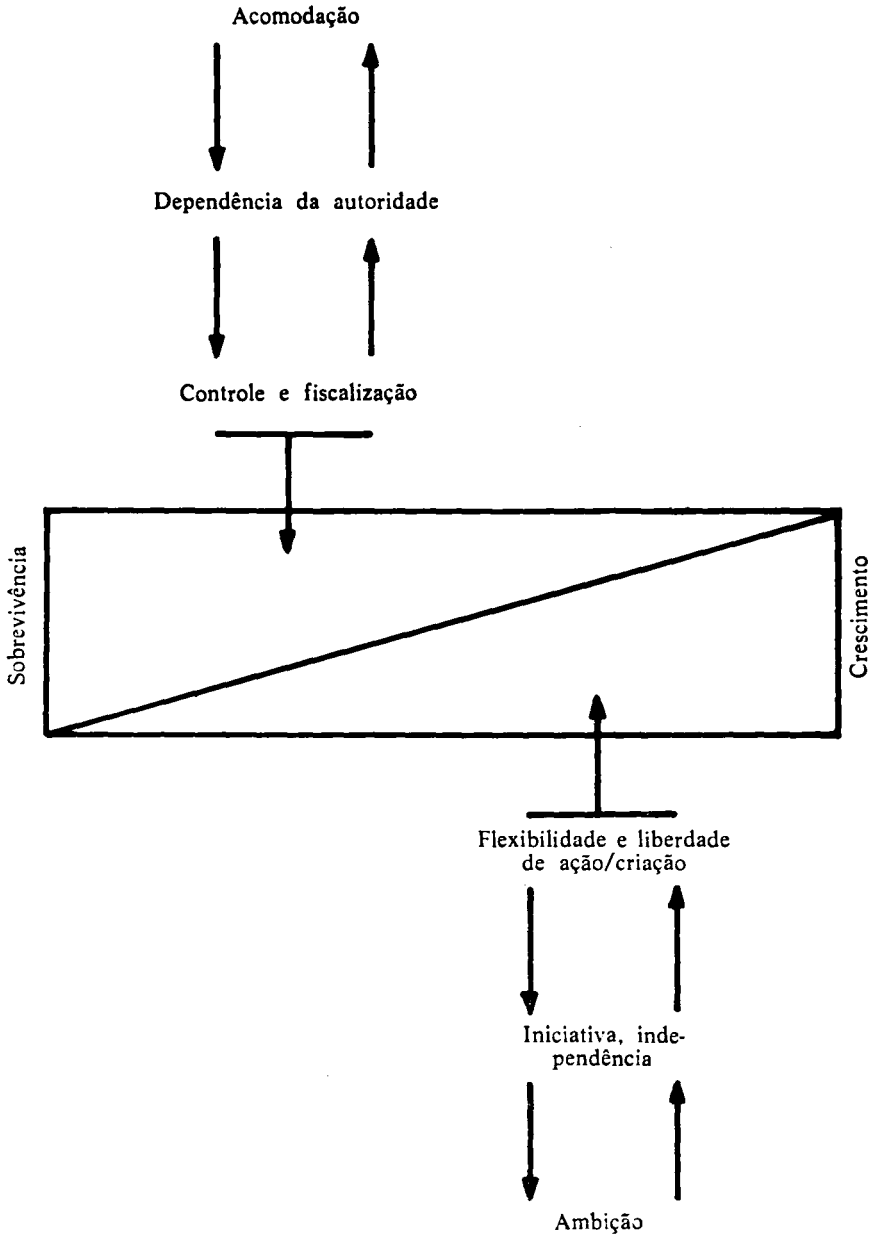 Acomodação
Dependência da autoridade
Controle e fiscalização
Sobrevivência
Crescimento
Flexibilidade e liberdade
de ação/criação
Iniciativa, inde-
pendência
Ambição